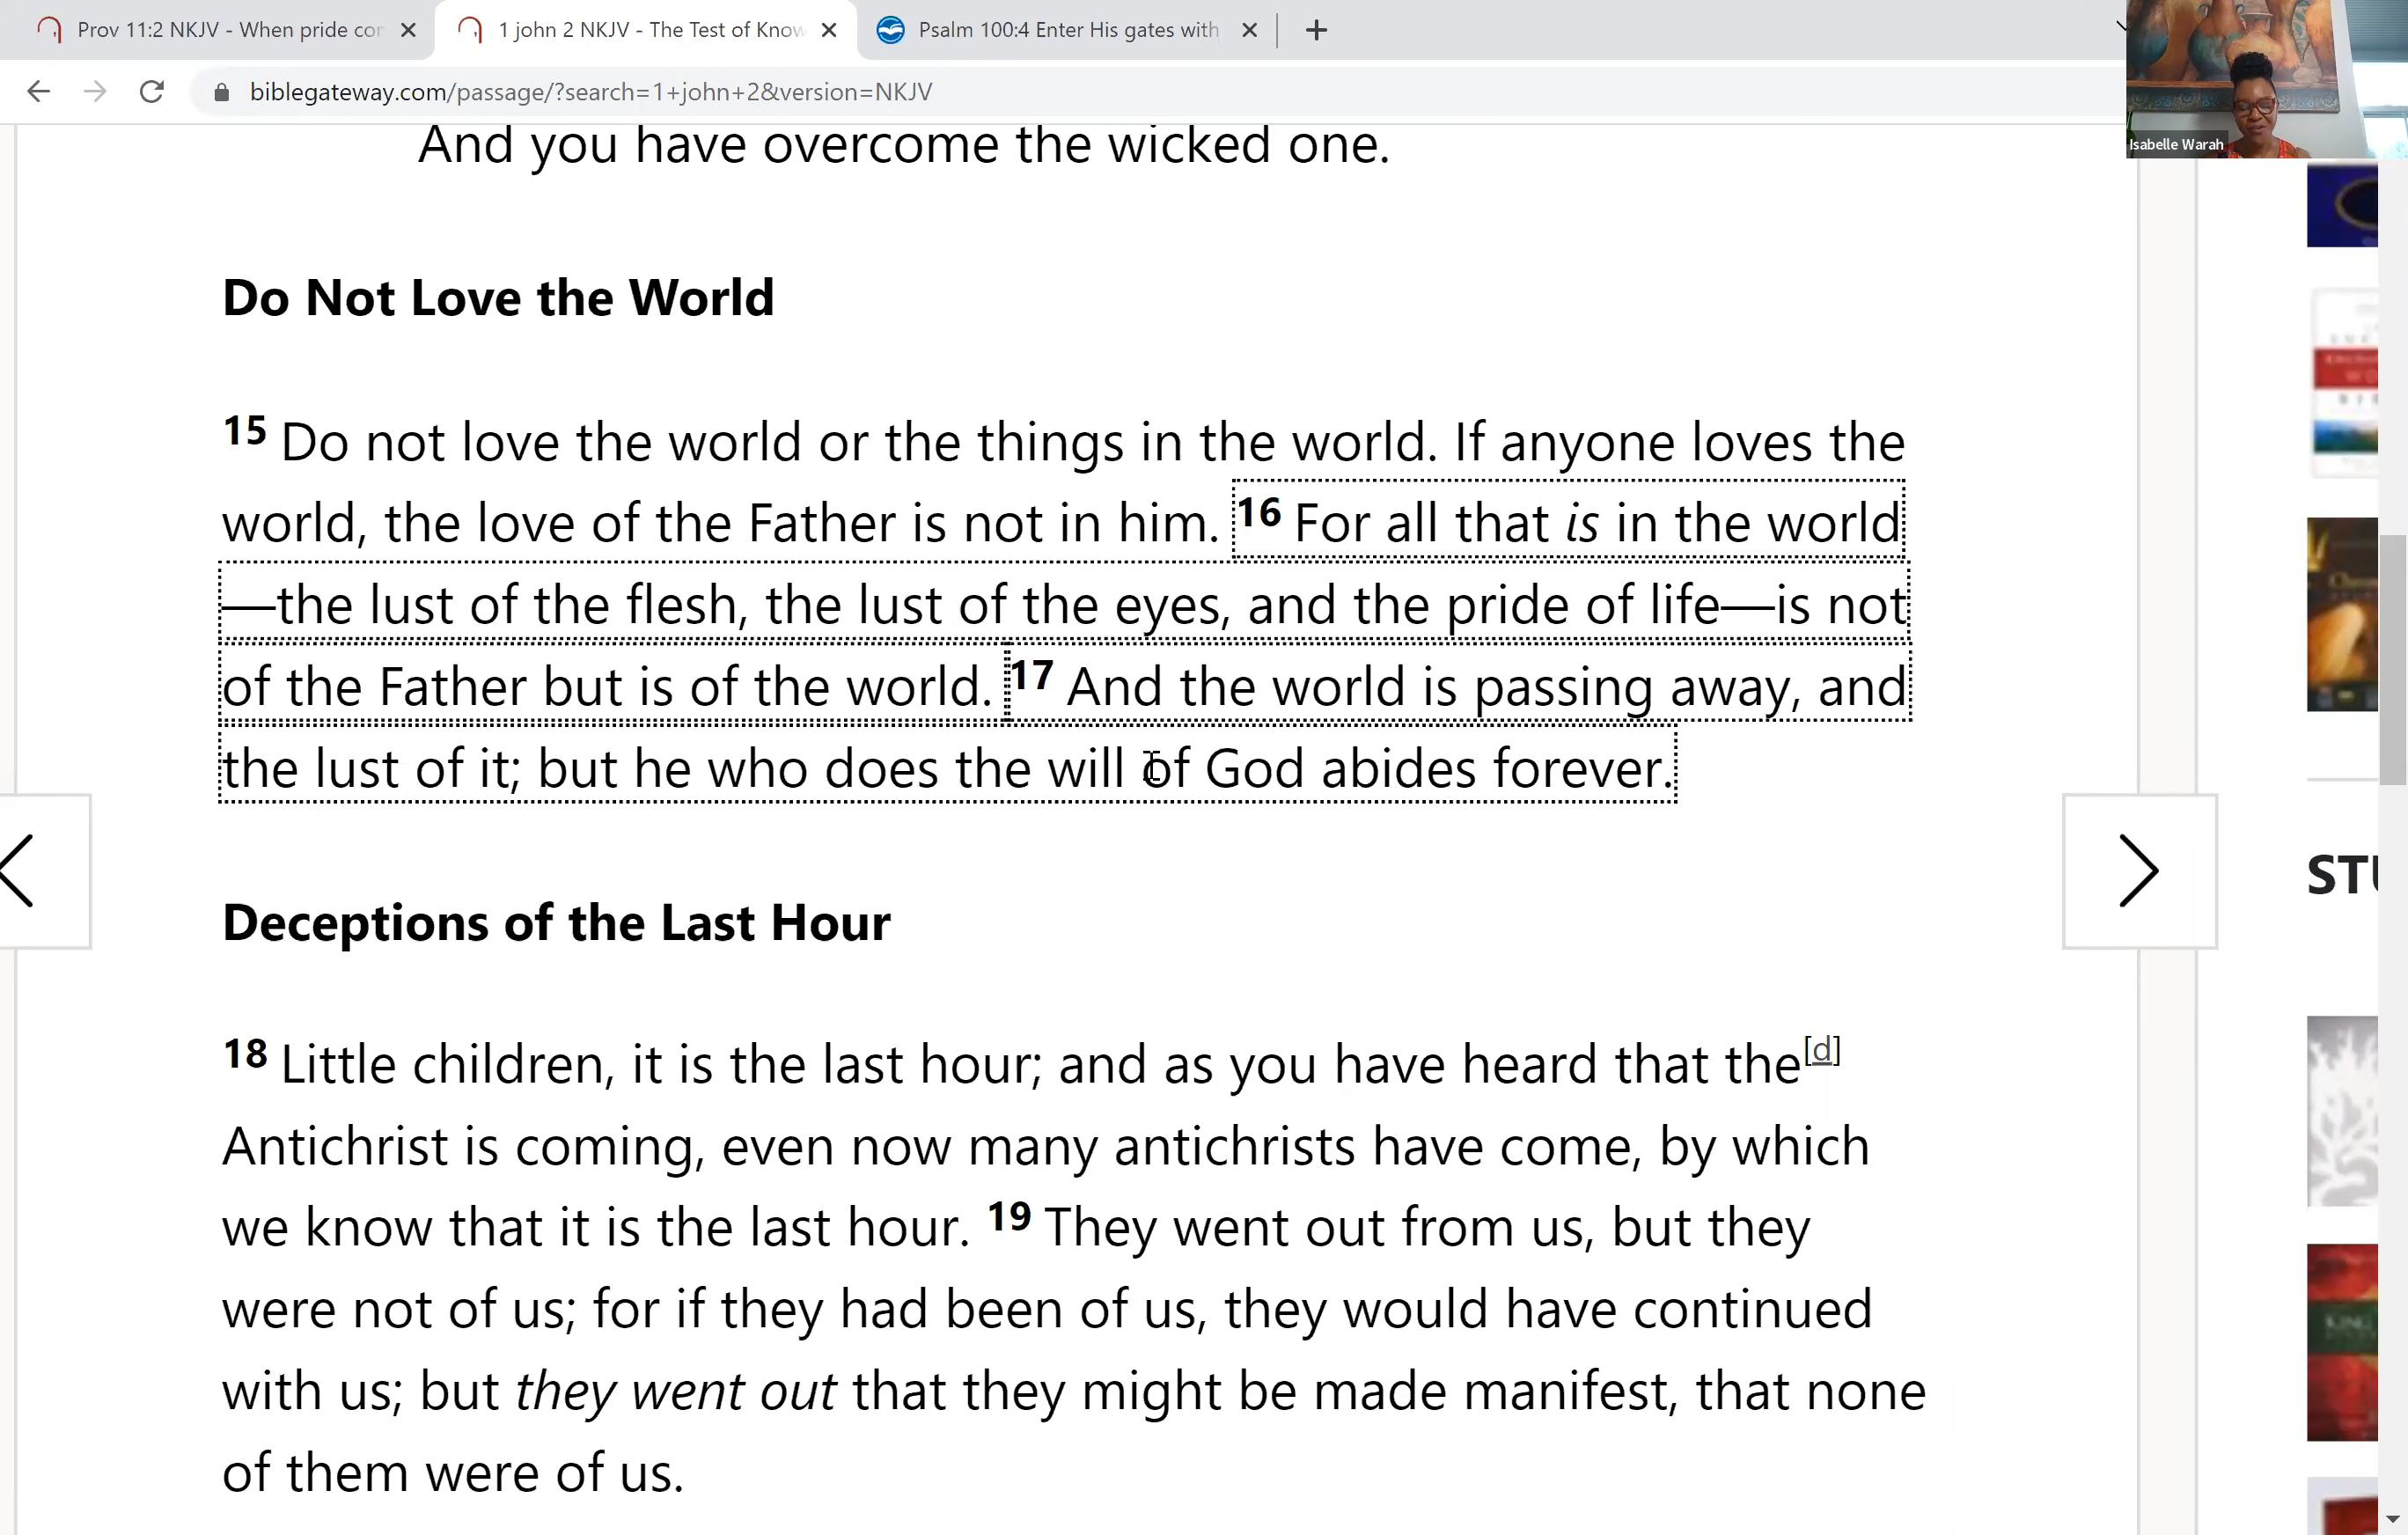 Prov 11:2 NKJV - When pride cor
1 john 2 NKJV - The Test of Know
Psalm 100:4 Enter His gates with
biblegateway.com/passage/?search=1+john+2&version=NKJV
Isabelle Warah
And you have overcome the wicked one.
Do Not Love the World
15 Do not love the world or the things in the world. If anyone loves the
world, the love of the Father is not in him. 16 For all that is in the world
—the lust of the flesh, the lust of the eyes, and the pride of life—is not
of the Father but is of the world. 17 And the world is passing away, and
the lust of it; but he who does the will of God abides forever.
STU
Deceptions of the Last Hour
18 Little children, it is the last hour; and as you have heard that the[d]
Antichrist is coming, even now many antichrists have come, by which
we know that it is the last hour. 19 They went out from us, but they
were not of us; for if they had been of us, they would have continued
with us; but they went out that they might be made manifest, that none
of them were of us.